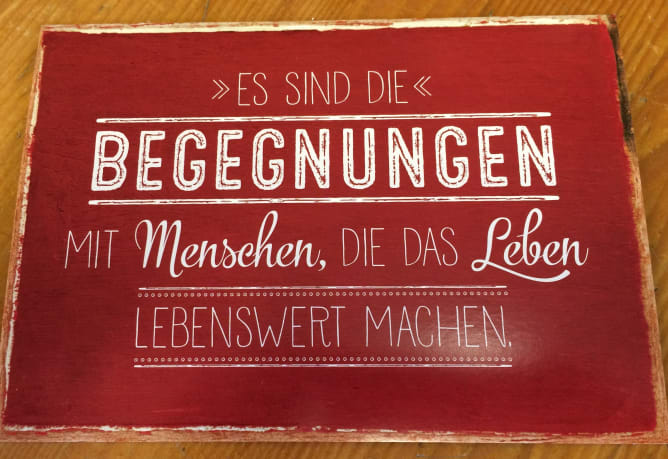 »ES SIND DIE«
BEGEGNUNGEN
MIT Menschen, DIE DAS Leben
LEBENSWERT MACHEN.